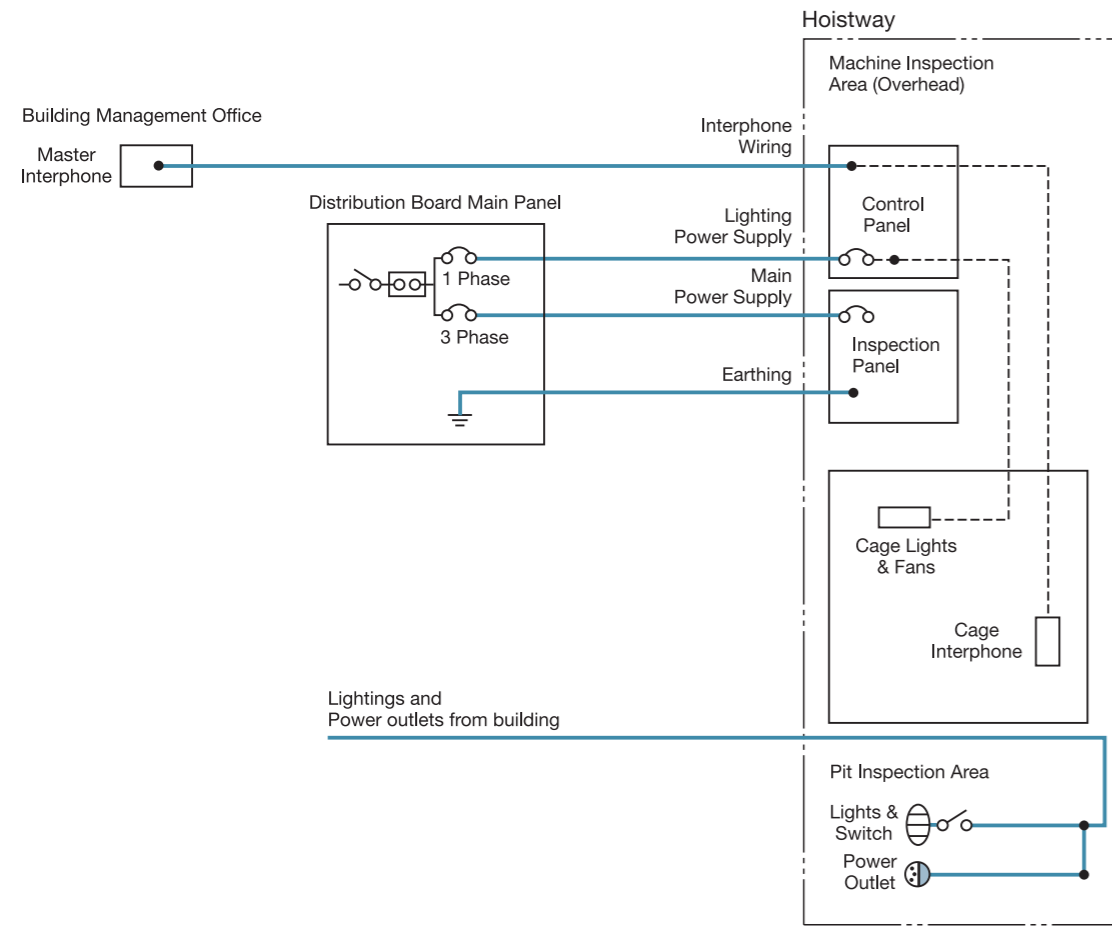 Hoistway
Machine Inspection
Area (Overhead)
Building Management Office
Master
Interphone
Interphone
Wiring
Distribution Board Main Panel
Control
Panel
Lighting
Power Supply
1 Phase
Main
Power Supply
3 Phase
Inspection
Panel
Earthing
Cage Lights
& Fans
Cage
Interphone
Lightings and
Power outlets from building
Pit Inspection Area
Lights &
Switch
Power
Outlet